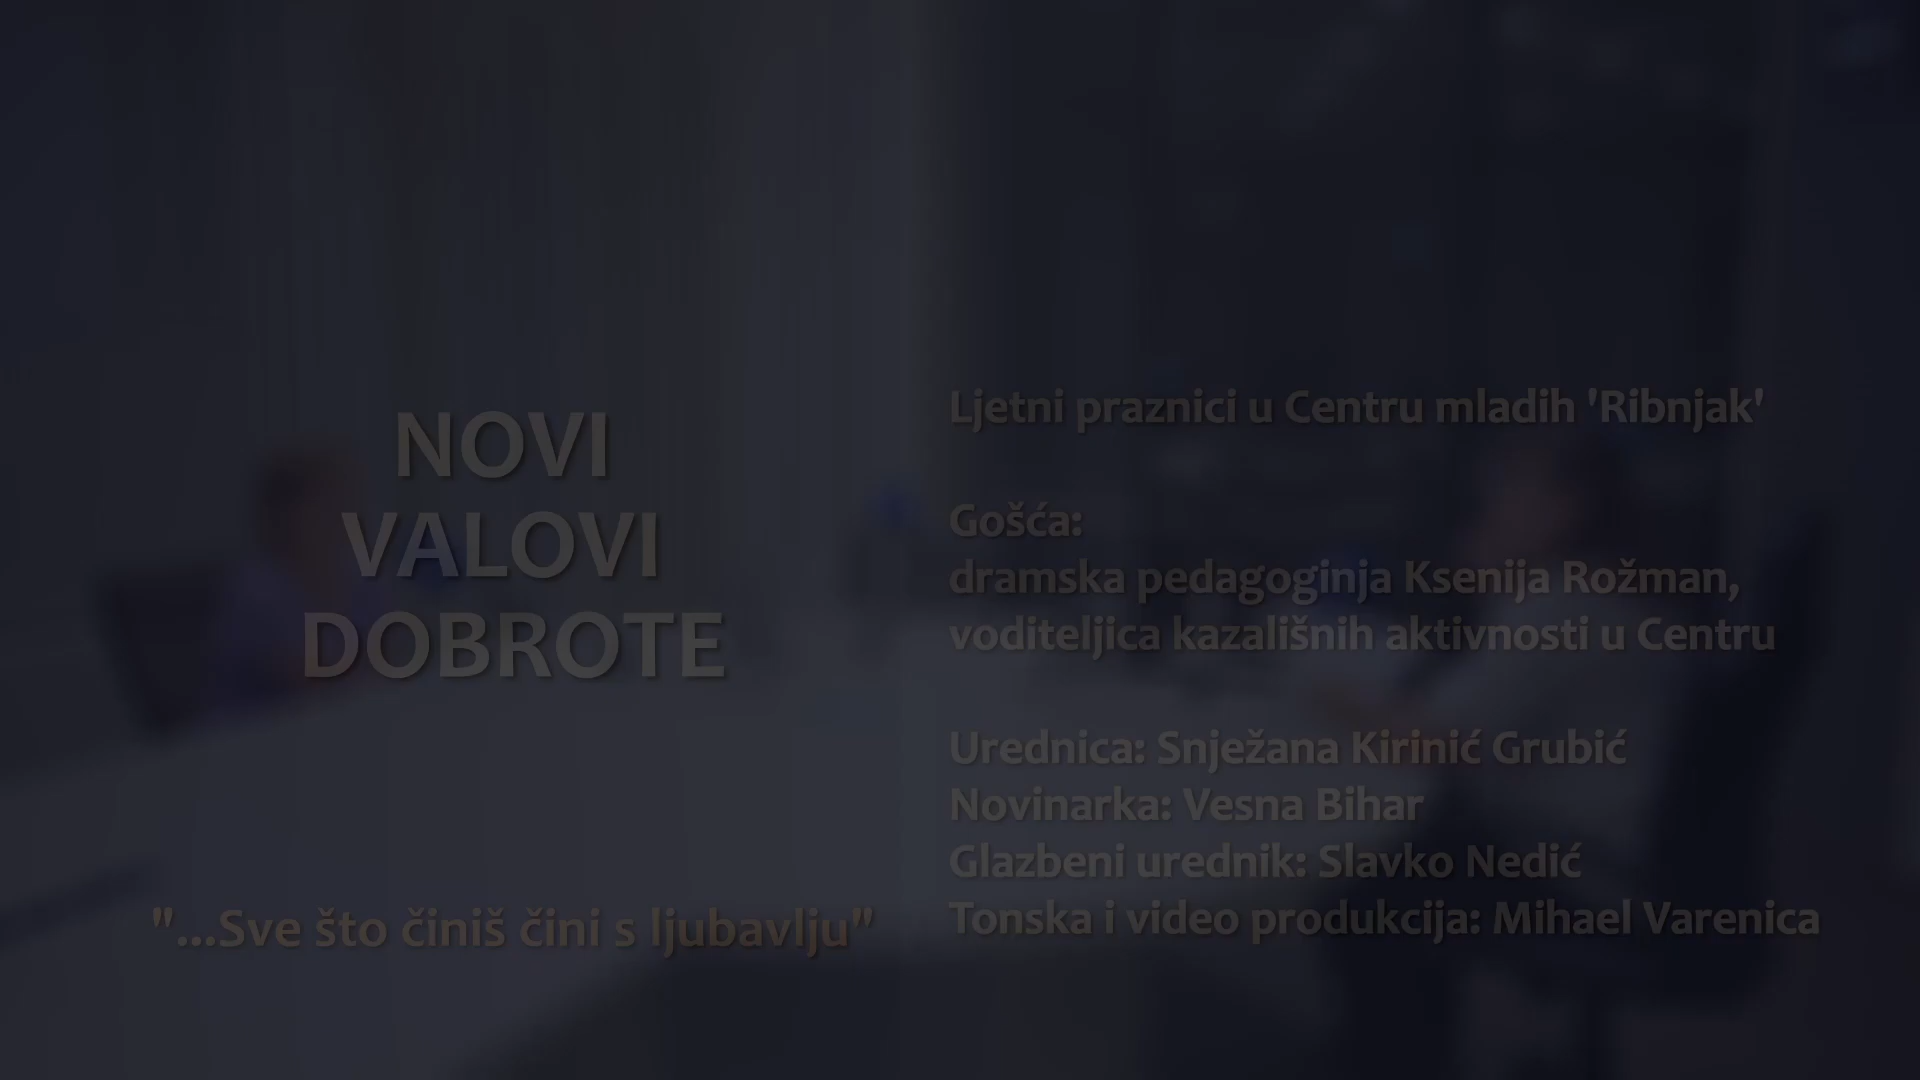 NOVI
VALOVI
DOBROTE
"...Sve što činiš čini s ljubavlju"
Ljetni praznici u Centru mladih 'Ribnjak'
Gošća:
dramska pedagoginja Ksenija Rožman,
voditeljica kazališnih aktivnosti u Centru
Urednica: Snježana Kirinić Grubić
Novinarka: Vesna Bihar
Glazbeni urednik: Slavko Nedić
Tonska i video produkcija: Mihael Varenica